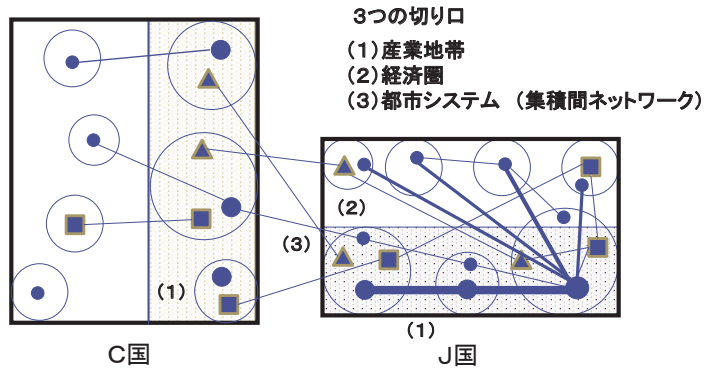 3つの切り口
(1)産業地帯
(2)経済圏
(3)都市システム (集積間ネットワーク)
(2)
(3)
(1)
(1)
C国
J国